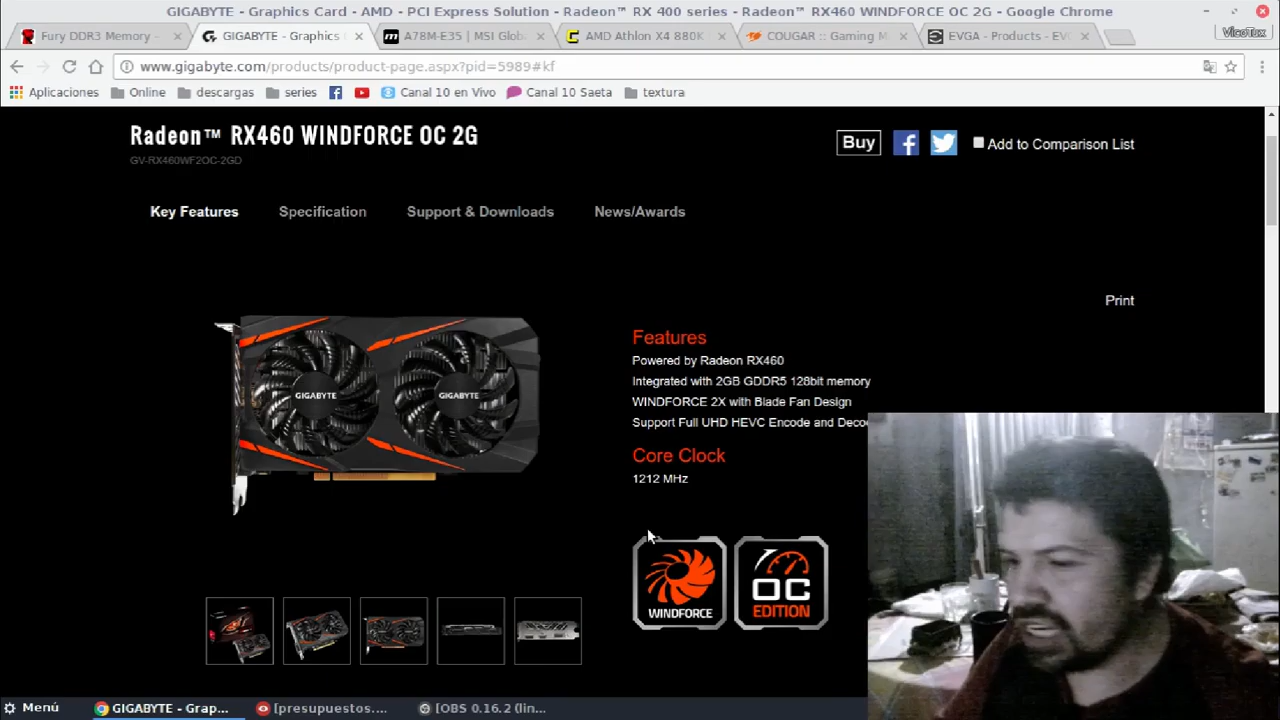 GIGABYTE - Graphics Card - AMD - PCI Express Solution - Radeon™ RX 400 series - Radeon™ RX460 WINDFORCE OC 2G - Google Chrome
Fury DDR3 Memory -
GIGABYTE - Graphics
A78M-E35 | MSI Glob
AMD Athlon X4 880K
COUGAR :: Gaming M
EVGA - Products - EV
VicoTux
www.gigabyte.com/products/product-page.aspx?pid=5989#kf
Aplicaciones
Online
descargas
series
Canal 10 en Vivo
Canal 10 Saeta
textura
Radeon™ RX460 WINDFORCE OC 2G
GV-RX460WF2OC-2GD
Buy
Add to Comparison List
Key Features
Specification
Support & Downloads
News/Awards
Print
GIGABYTE
GIGABYTE
Features
Powered by Radeon RX460
Integrated with 2GB GDDR5 128bit memory
WINDFORCE 2X with Blade Fan Design
Support Full UHD HEVC Encode and Deco
Core Clock
1212 MHz
WINDFORCE
OC
EDITION
Menú
GIGABYTE - Grap...
[presupuestos....
[OBS 0.16.2 (lin...